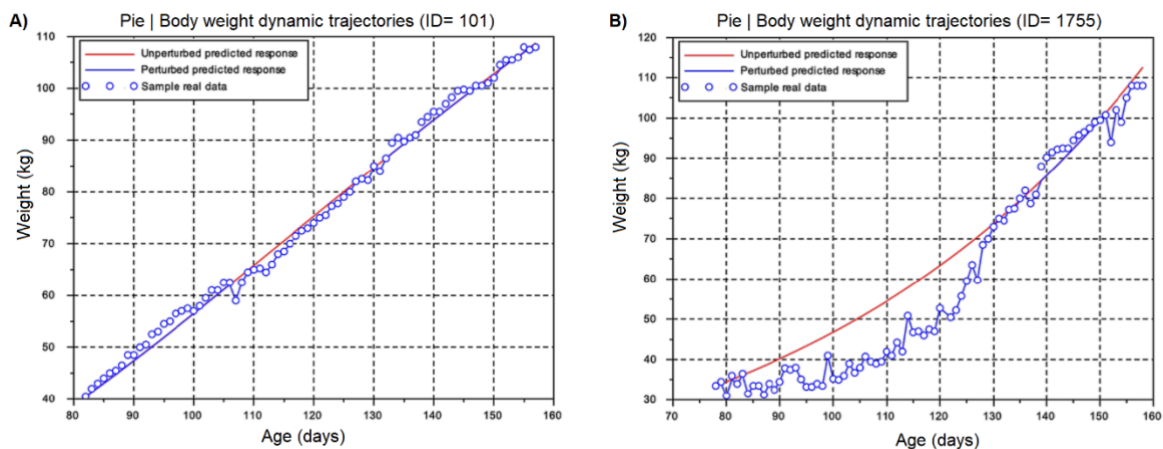 A)
Pie | Body weight dynamic trajectories (ID= 101)
110
100
90
80
70
60
50
40
Weight (kg)
Unperturbed predicted response
Perturbed predicted response
Sample real data
80 90 100 110 120 130 140 150 160
Age (days)
B)
Pie | Body weight dynamic trajectories (ID= 1755)
120
110
100
90
80
70
60
50
40
30
Weight (kg)
Unperturbed predicted response
Perturbed predicted response
Sample real data
70 80 90 100 110 120 130 140 150 160
Age (days)